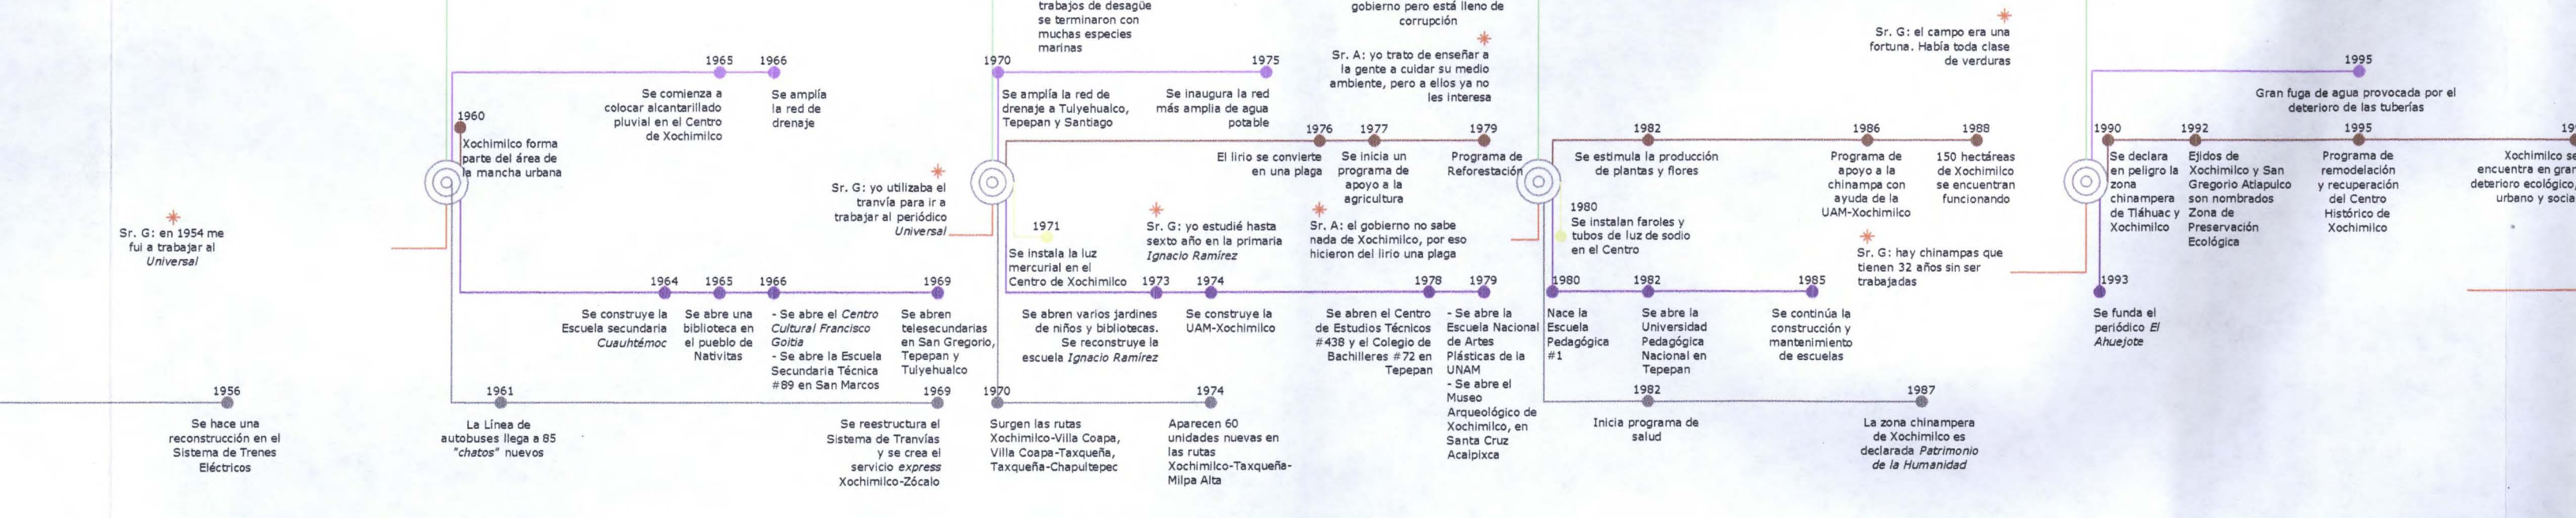 trabajos de desagüe
se terminaron con
muchas especies
marinas
gobierno pero está lleno de
corrupción
Sr. G: el campo era una
fortuna. Había toda clase
de verduras
Sr. A: yo trato de enseñar a
la gente a cuidar su medio
ambiente, pero a ellos ya no
les interesa
1965
Se comienza a
colocar alcantarillado
pluvial en el Centro
de Xochimilco
1966
Se amplía
la red de
drenaje
1970
Se amplía la red de
drenaje a Tulyehualco,
Tepepan y Santiago
1975
Se inaugura la red
más amplia de agua
potable
1995
Gran fuga de agua provocada por el
deterioro de las tuberías
1960
Xochimilco forma
parte del área de
la mancha urbana
1976
El lirio se convierte
en una plaga
1977
Se inicia un
programa de
apoyo a la
agricultura
1979
Programa de
Reforestación
1982
Se estimula la producción
de plantas y flores
1986
Programa de
apoyo a la
chinampa con
ayuda de la
UAM-Xochimilco
1988
150 hectáreas
de Xochimilco
se encuentran
funcionando
1990
Se declara
en peligro la
zona
chinampera
de Tláhuac y
Xochimilco
1992
Ejidos de
Xochimilco y San
Gregorio Atlapulco
son nombrados
Zona de
Preservación
Ecológica
1995
Programa de
remodelación
y recuperación
del Centro
Histórico de
Xochimilco
19
Xochimilco se
encuentra en gran
deterioro ecológico,
urbano y socia
Sr. G: en 1954 me
fui a trabajar al
Universal
Sr. G: yo utilizaba el
tranvía para ir a
trabajar al periódico
Universal
1971
Se instala la luz
mercurial en el
Centro de Xochimilco
Sr. G: yo estudié hasta
sexto año en la primaria
Ignacio Ramírez
Sr. A: el gobierno no sabe
nada de Xochimilco, por eso
hicieron del lirio una plaga
1980
Se instalan faroles y
tubos de luz de sodio
en el Centro
Sr. G: hay chinampas que
tienen 32 años sin ser
trabajadas
1964
Se construye la
Escuela secundaria
Cuauhtémoc
1965
Se abre una
biblioteca en
el pueblo de
Nativitas
1966
- Se abre el Centro
Cultural Francisco
Goitia
- Se abre la Escuela
Secundaria Técnica
#89 en San Marcos
1969
Se abren
telesecundarias
en San Gregorio,
Tepepan y
Tulyehualco
1973
Se abren varios jardines
de niños y bibliotecas.
Se reconstruye la
escuela Ignacio Ramírez
1974
Se construye la
UAM-Xochimilco
1978
Se abren el Centro
de Estudios Técnicos
#438 y el Colegio de
Bachilleres #72 en
Tepepan
1979
- Se abre la
Escuela Nacional
de Artes
Plásticas de la
UNAM
- Se abre el
Museo
Arqueológico de
Xochimilco, en
Santa Cruz
Acalpixca
1980
Nace la
Escuela
Pedagógica
#1
1982
Se abre la
Universidad
Pedagógica
Nacional en
Tepepan
1985
Se continúa la
construcción y
mantenimiento
de escuelas
1993
Se funda el
periódico El
Ahuejote
1956
Se hace una
reconstrucción en el
Sistema de Trenes
Eléctricos
1961
La Línea de
autobuses llega a 85
"chatos" nuevos
1969
Se reestructura el
Sistema de Tranvías
y se crea el
servicio express
Xochimilco-Zócalo
1970
Surgen las rutas
Xochimilco-Villa Coapa,
Villa Coapa-Taxqueña,
Taxqueña-Chapultepec
1974
Aparecen 60
unidades nuevas en
las rutas
Xochimilco-Taxqueña-
Milpa Alta
1982
Inicia programa de
salud
1987
La zona chinampera
de Xochimilco es
declarada Patrimonio
de la Humanidad